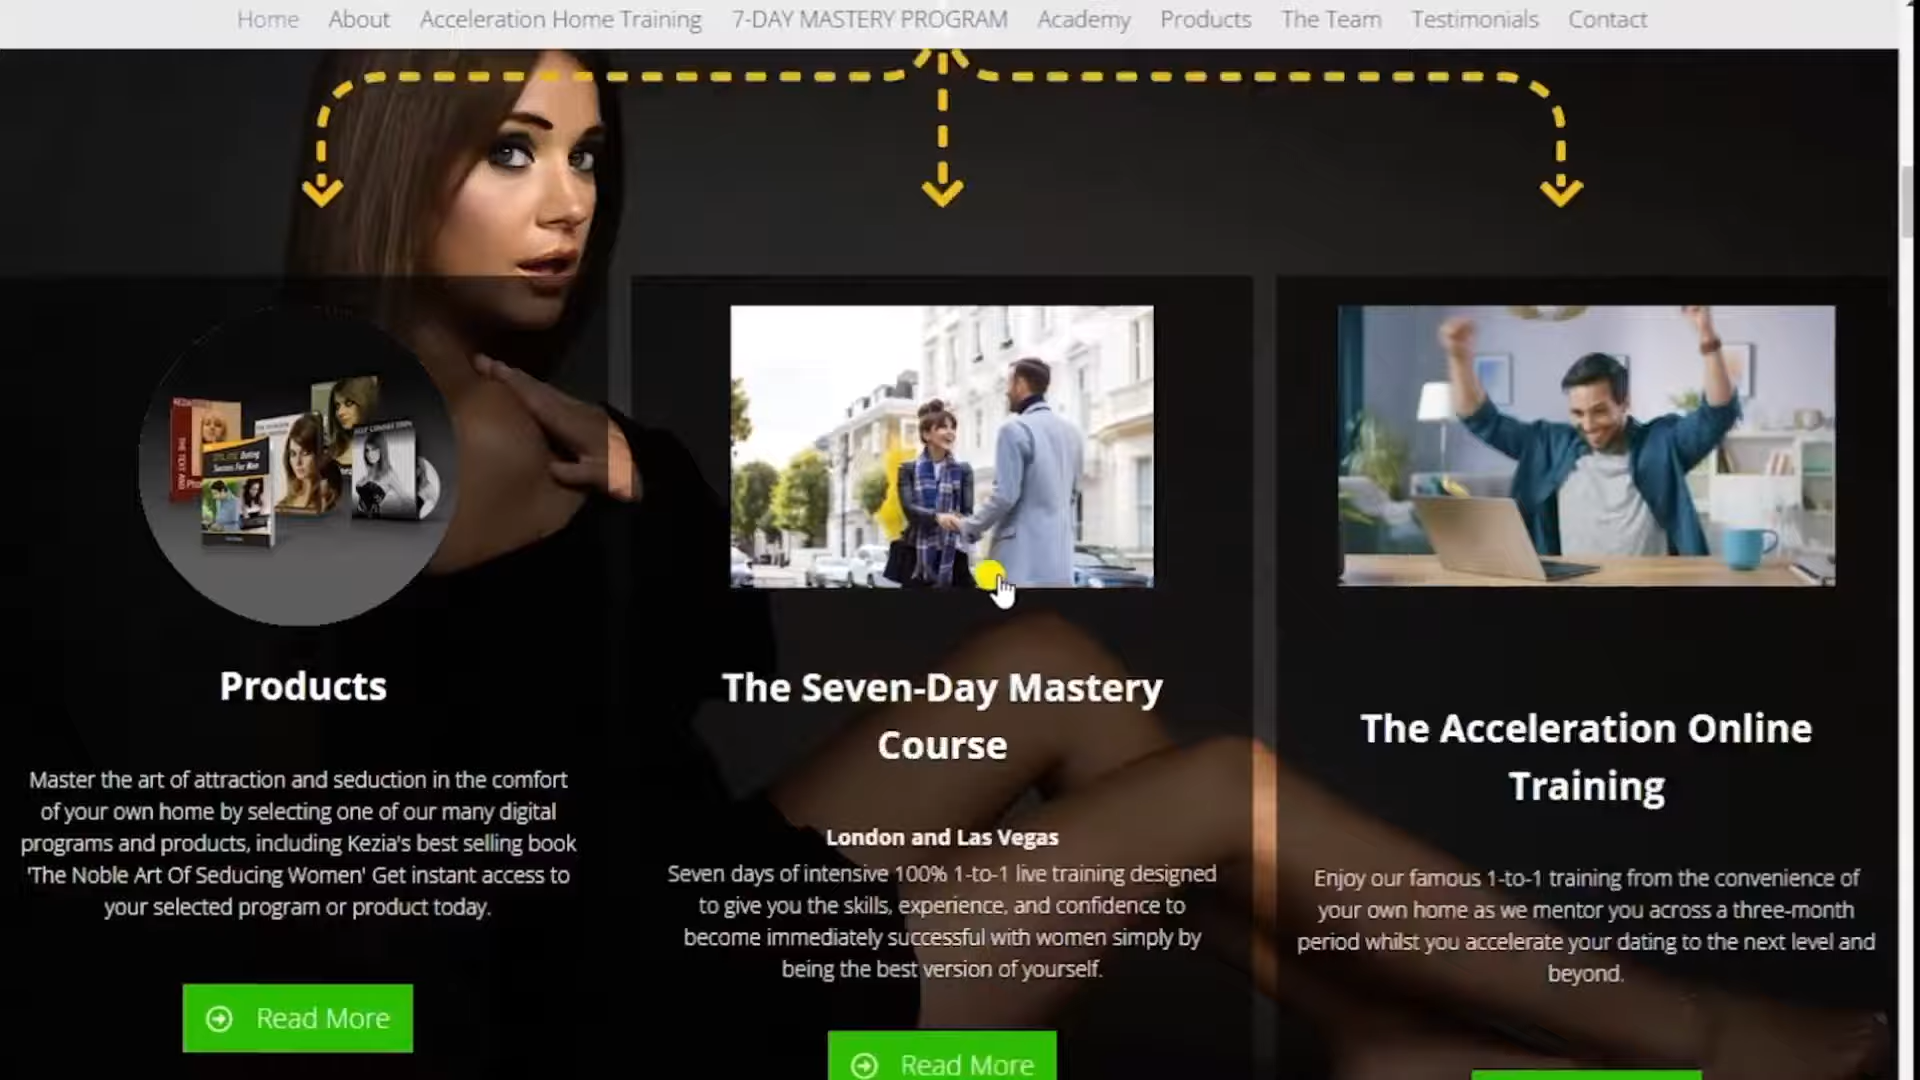 Home About Acceleration Home Training 7-DAY MASTERY PROGRAM Academy Products The Team Testimonials Contact
Products
Master the art of attraction and seduction in the comfort
of your own home by selecting one of our many digital
programs and products, including Kezia's best selling book
'The Noble Art Of Seducing Women' Get instant access to
your selected program or product today.
Read More
The Seven-Day Mastery
Course
London and Las Vegas
Seven days of intensive 100% 1-to-1 live training designed
to give you the skills, experience, and confidence to
become immediately successful with women simply by
being the best version of yourself.
Read More
The Acceleration Online
Training
Enjoy our famous 1-to-1 training from the convenience of
your own home as we mentor you across a three-month
period whilst you accelerate your dating to the next level and
beyond.